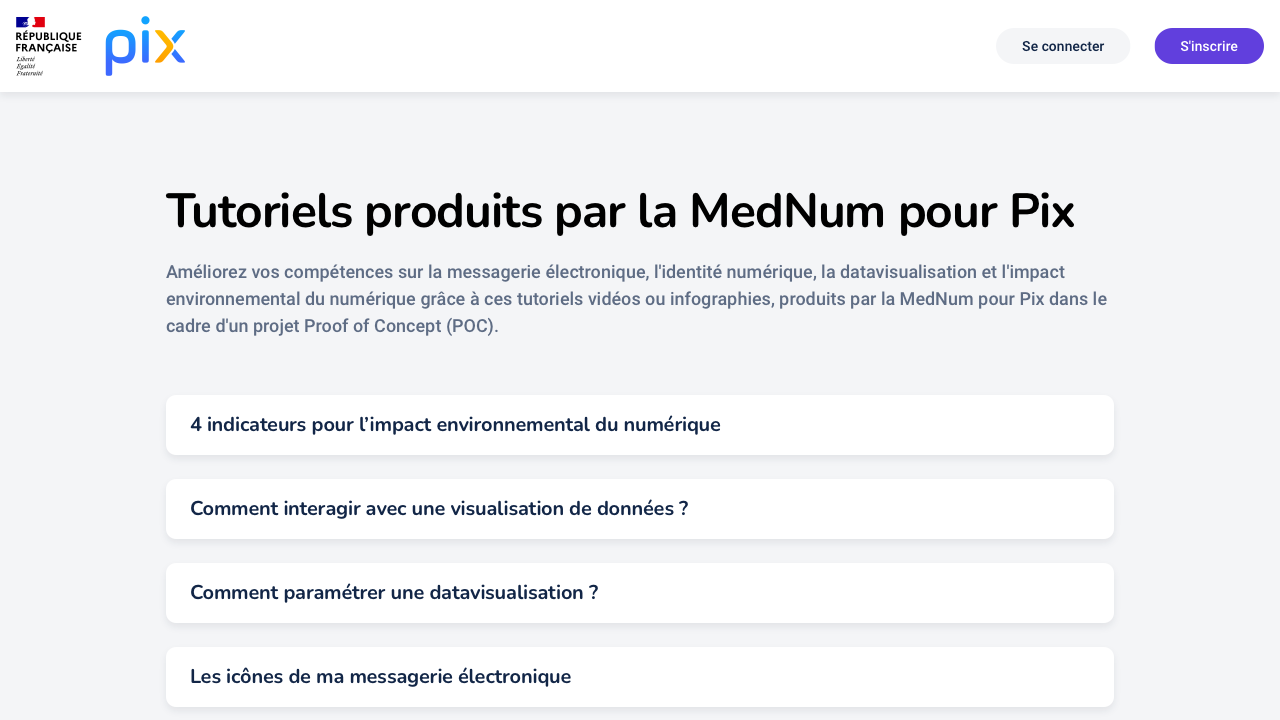 RÉPUBLIQUE
FRANÇAISE
Liberté
Égalité
Fraternité
pix
Se connecter
S'inscrire
Tutoriels produits par la MedNum pour Pix
Améliorez vos compétences sur la messagerie électronique, l'identité numérique, la datavisualisation et l'impact
environnemental du numérique grâce à ces tutoriels vidéos ou infographies, produits par la MedNum pour Pix dans le
cadre d'un projet Proof of Concept (POC).
4 indicateurs pour l’impact environnemental du numérique
Comment interagir avec une visualisation de données ?
Comment paramétrer une datavisualisation ?
Les icônes de ma messagerie électronique